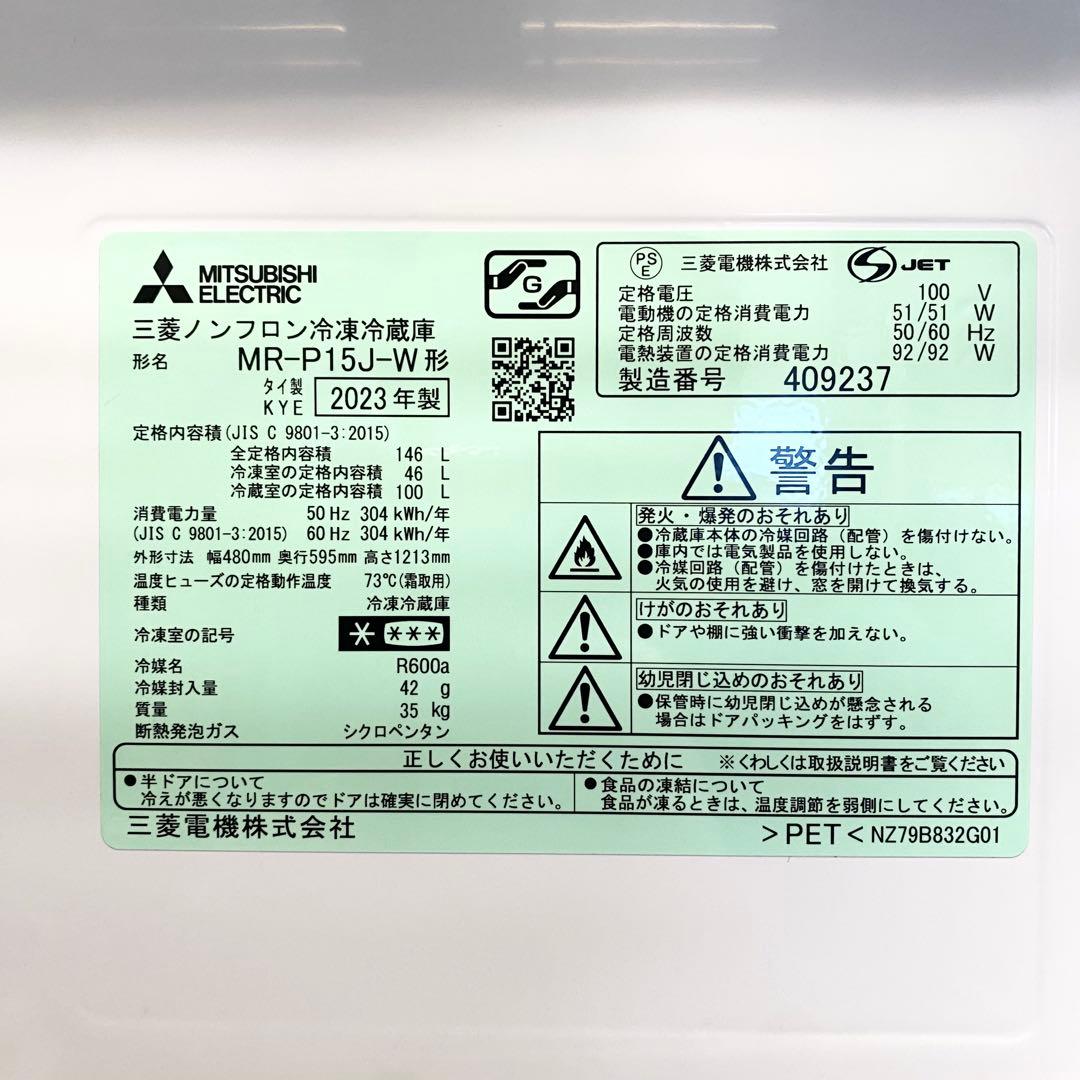 MITSUBISHI
ELECTRIC
三菱ノンフロン冷凍冷蔵庫
形名 MR-P15J-W形
タイ製
KYE 2023年製
定格内容積(JIS C 9801-3:2015)
全定格内容積 146 L
冷凍室の定格内容積 46 L
冷蔵室の定格内容積 100 L
消費電力量 50 Hz 304 kWh/年
(JIS C 9801-3:2015) 60 Hz 304 kWh/年
外形寸法 幅480mm 奥行595mm 高さ1213mm
温度ヒューズの定格動作温度 73℃(霜取用)
種類 冷凍冷蔵庫
冷凍室の記号 * ***
冷媒名 R600a
冷媒封入量 42 g
質量 35 kg
断熱発泡ガス シクロペンタン
G
PS
E 三菱電機株式会社 S JET
定格電圧 100 V
電動機の定格消費電力 51/51 W
定格周波数 50/60 Hz
電熱装置の定格消費電力 92/92 W
製造番号 409237
警告
発火・爆発のおそれあり
●冷蔵庫本体の冷媒回路(配管)を傷付けない。
●庫内では電気製品を使用しない。
●冷媒回路(配管)を傷付けたときは、
火気の使用を避け、窓を開けて換気する。
けがのおそれあり
●ドアや棚に強い衝撃を加えない。
幼児閉じ込めのおそれあり
●保管時に幼児閉じ込めが懸念される
場合はドアパッキングをはずす。
正しくお使いいただくために ※くわしくは取扱説明書をご覧ください
●半ドアについて
冷えが悪くなりますのでドアは確実に閉めてください。
●食品の凍結について
食品が凍るときは、温度調節を弱側にしてください。
三菱電機株式会社
>PET< NZ79B832G01